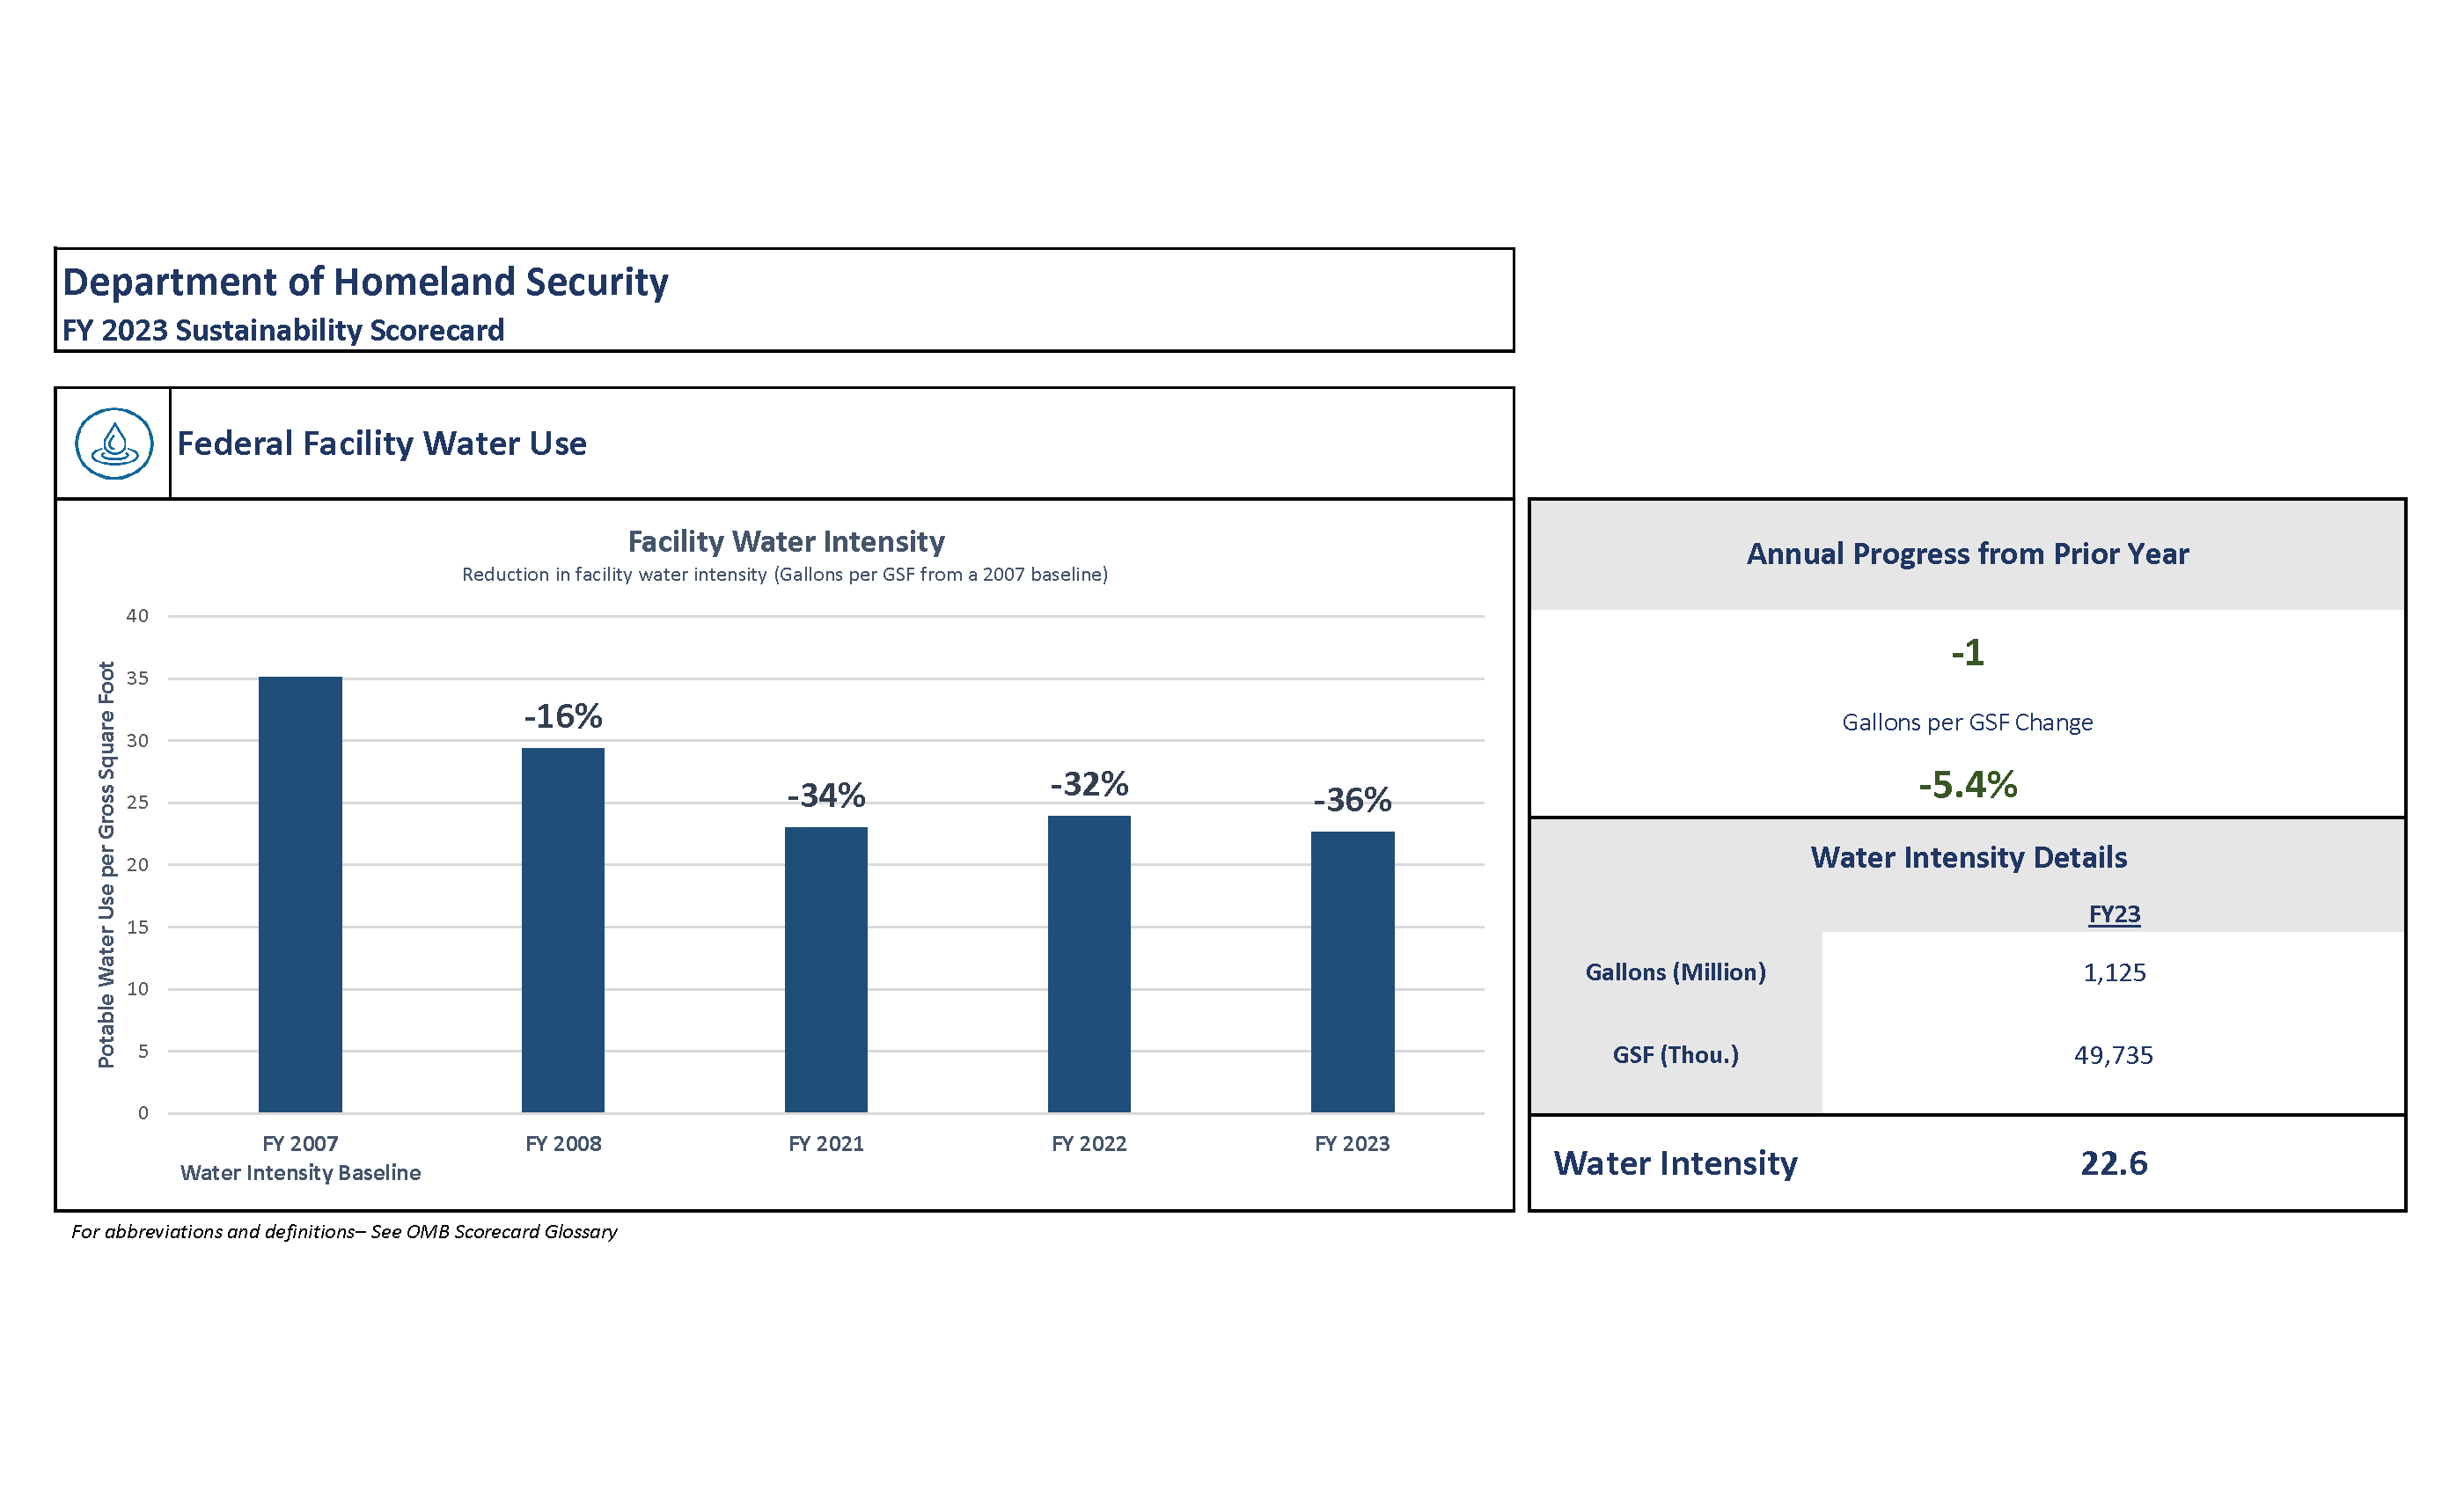 Department of Homeland Security
FY 2023 Sustainability Scorecard
Federal Facility Water Use
Facility Water Intensity
Reduction in facility water intensity (Gallons per GSF from a 2007 baseline)
Potable Water Use per Gross Square Foot
40
35
30
25
20
15
10
5
0
-16%
-34%
-32%
-36%
FY 2007
Water Intensity Baseline
FY 2008
FY 2021
FY 2022
FY 2023
For abbreviations and definitions– See OMB Scorecard Glossary
Annual Progress from Prior Year
-1
Gallons per GSF Change
-5.4%
Water Intensity Details
FY23
Gallons (Million) 1,125
GSF (Thou.) 49,735
Water Intensity 22.6